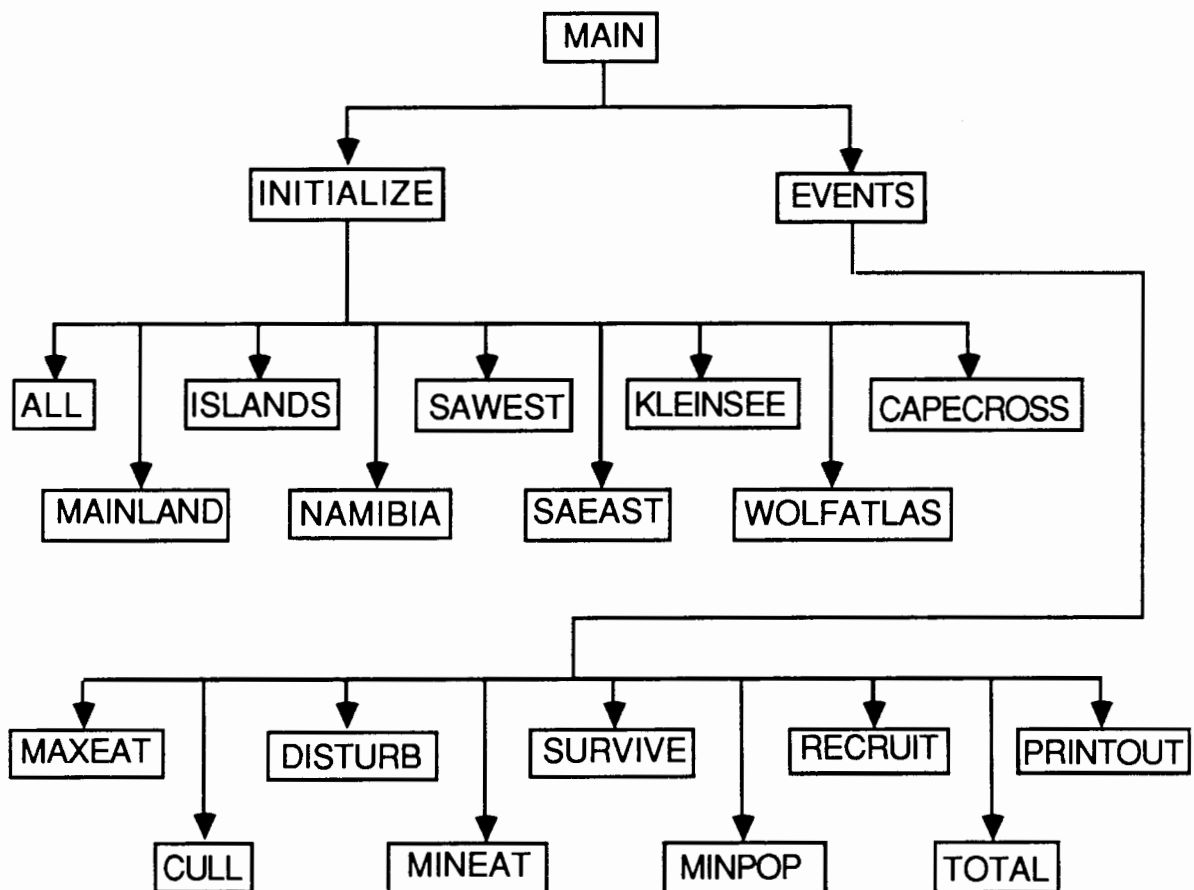 MAIN
INITIALIZE
EVENTS
ALL
ISLANDS
SAWEST
KLEINSEE
CAPECROSS
MAINLAND
NAMIBIA
SAEAST
WOLFATLAS
MAXEAT
DISTURB
SURVIVE
RECRUIT
PRINTOUT
CULL
MINEAT
MINPOP
TOTAL